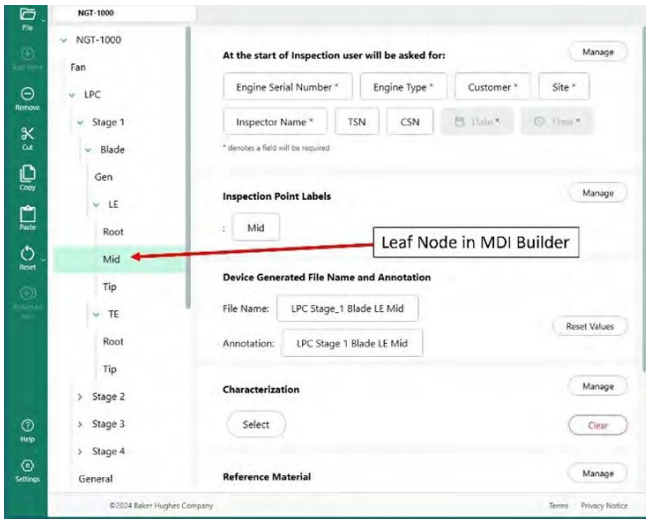 NGT-1000
File
Add Point
Remove
Cut
Copy
Paste
Reset
Help
Settings
NGT-1000
Fan
LPC
Stage 1
Blade
Gen
LE
Root
Mid
Tip
TE
Root
Tip
Stage 2
Stage 3
Stage 4
General
At the start of Inspection user will be asked for:
Manage
Engine Serial Number * Engine Type * Customer * Site *
Inspector Name * TSN CSN Date * Time *
* denotes a field will be required
Inspection Point Labels
Manage
: Mid
Leaf Node in MDI Builder
Device Generated File Name and Annotation
File Name: LPC Stage_1 Blade LE Mid
Reset Values
Annotation: LPC Stage 1 Blade LE Mid
Characterization
Manage
Select
Clear
Reference Material
Manage
©2024 Baker Hughes Company
Terms Privacy Notice